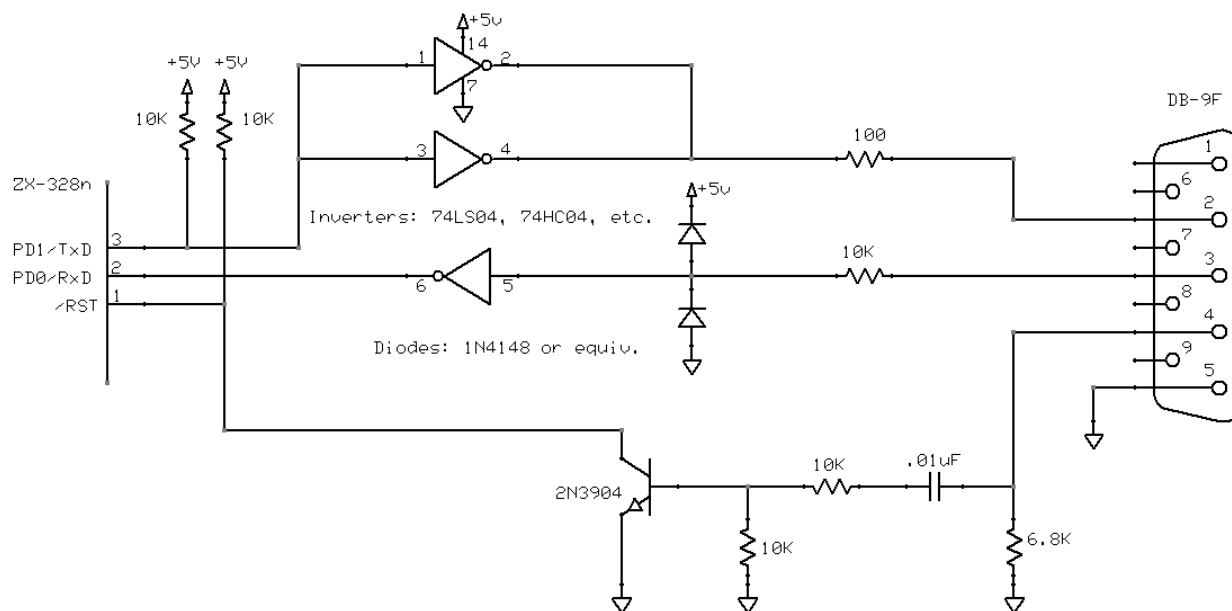 +5v
14
1
2
7
+5v
+5v
10K
10K
3
4
100
DB-9F
1
6
2
7
3
8
4
9
5
ZX-328n
Inverters: 74LS04, 74HC04, etc.
+5v
PD1/TxD
3
PD0/RxD
2
6
5
10K
/RST
1
Diodes: 1N4148 or equiv.
2N3904
10K
.01uF
10K
6.8K